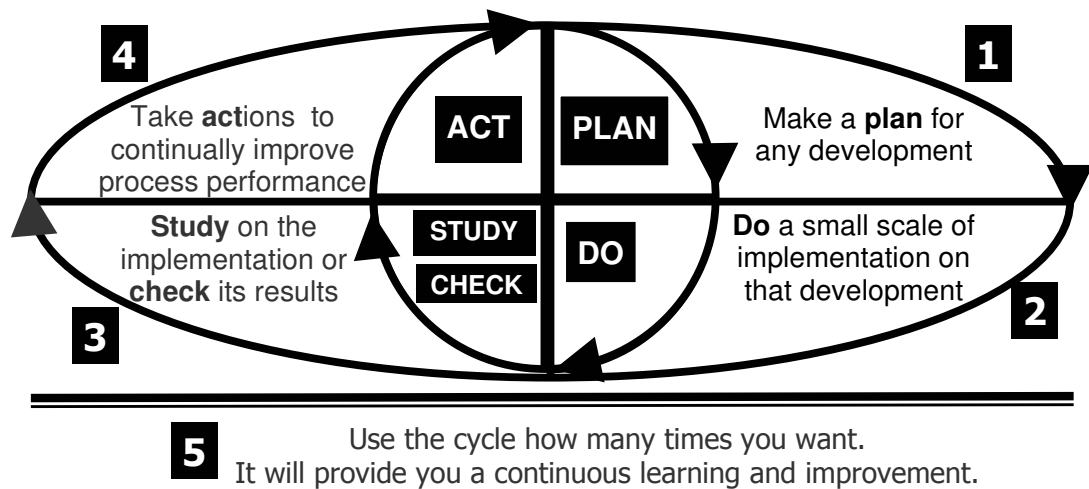 1
PLAN
Make a plan for
any development
2
DO
Do a small scale of
implementation on
that development
3
STUDY
CHECK
Study on the
implementation or
check its results
4
ACT
Take actions to
continually improve
process performance
5
Use the cycle how many times you want.
It will provide you a continuous learning and improvement.